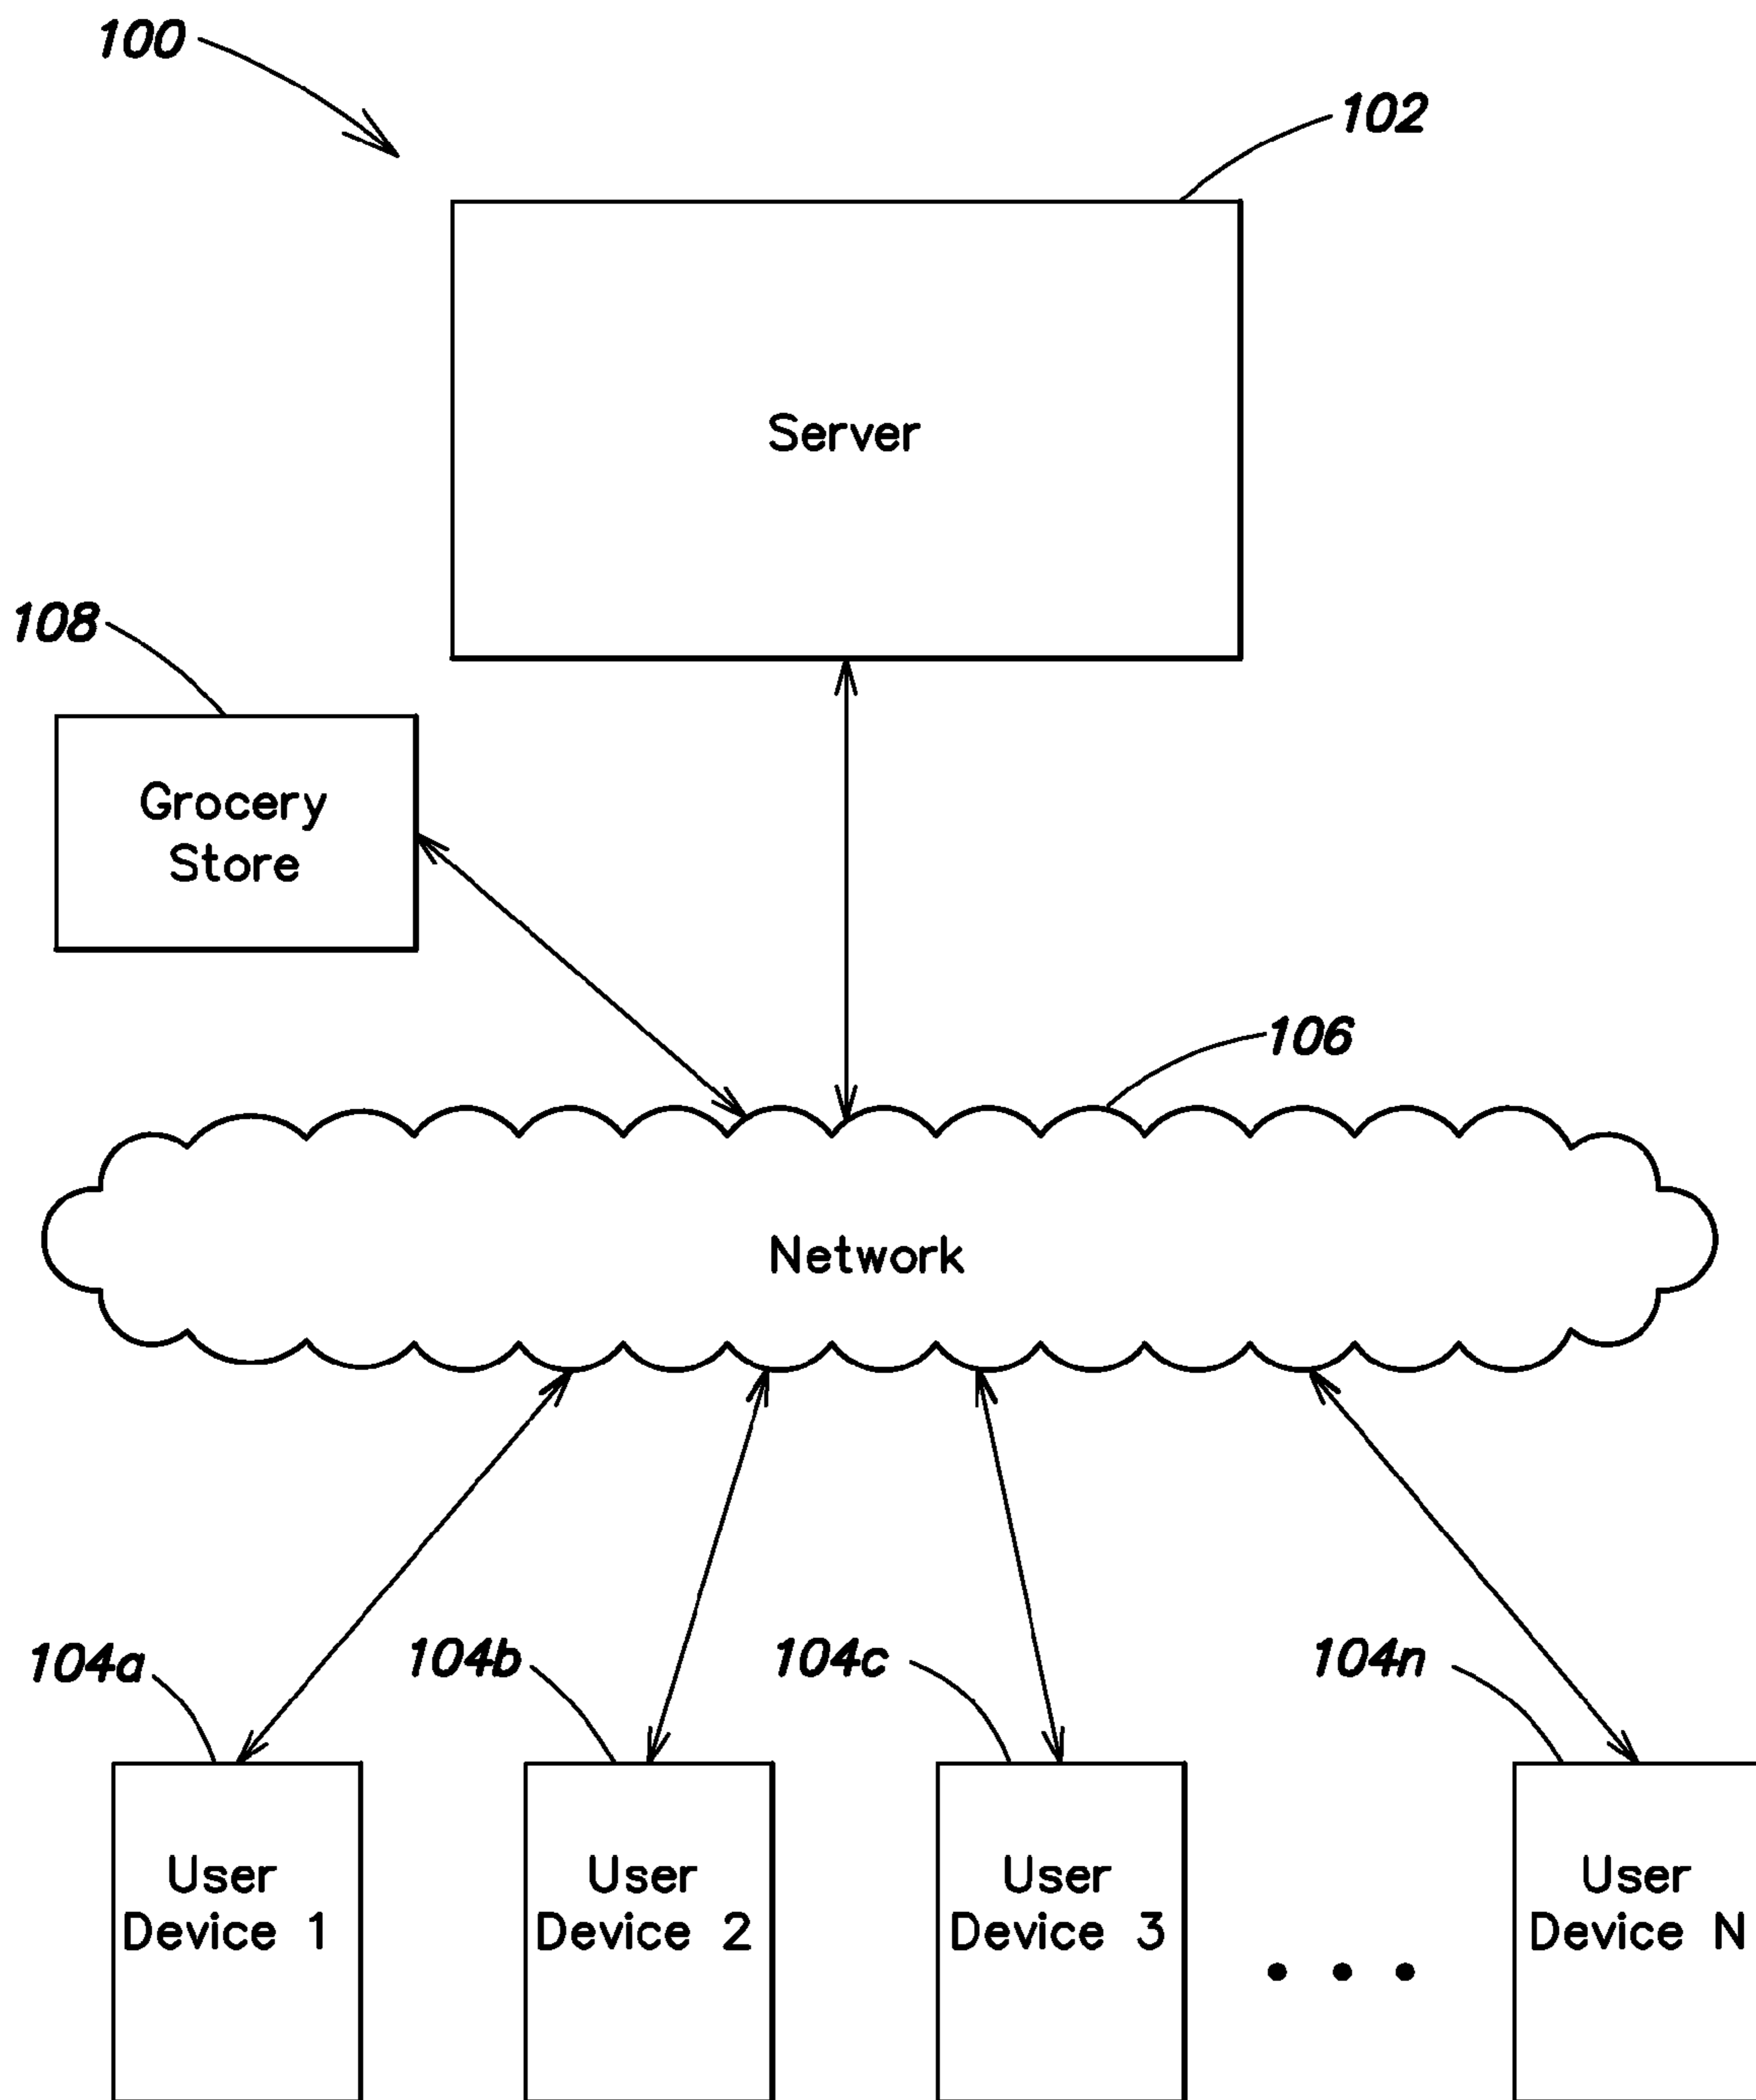 100
102
Server
108
Grocery
Store
106
Network
104a
104b
104c
104n
User
Device 1
User
Device 2
User
Device 3
User
Device N